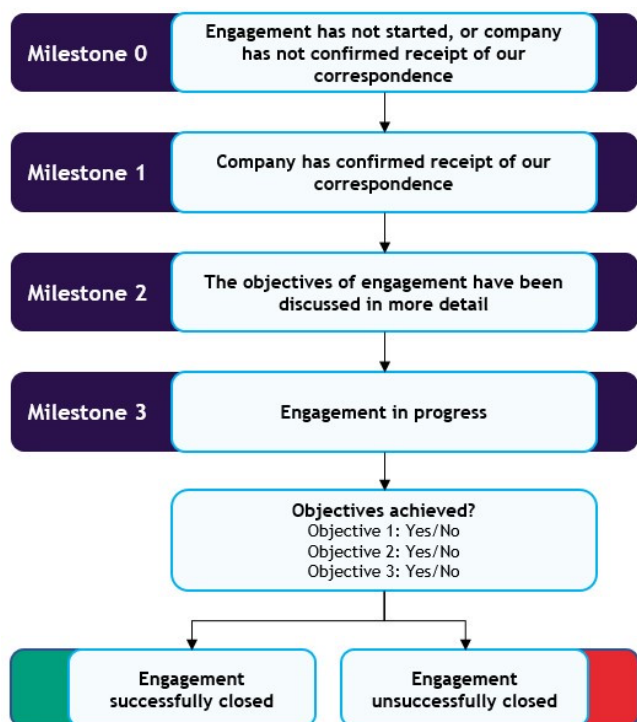 Milestone 0
Engagement has not started, or company
has not confirmed receipt of our
correspondence
Milestone 1
Company has confirmed receipt of our
correspondence
Milestone 2
The objectives of engagement have been
discussed in more detail
Milestone 3
Engagement in progress
Objectives achieved?
Objective 1: Yes/No
Objective 2: Yes/No
Objective 3: Yes/No
Engagement
successfully closed
Engagement
unsuccessfully closed